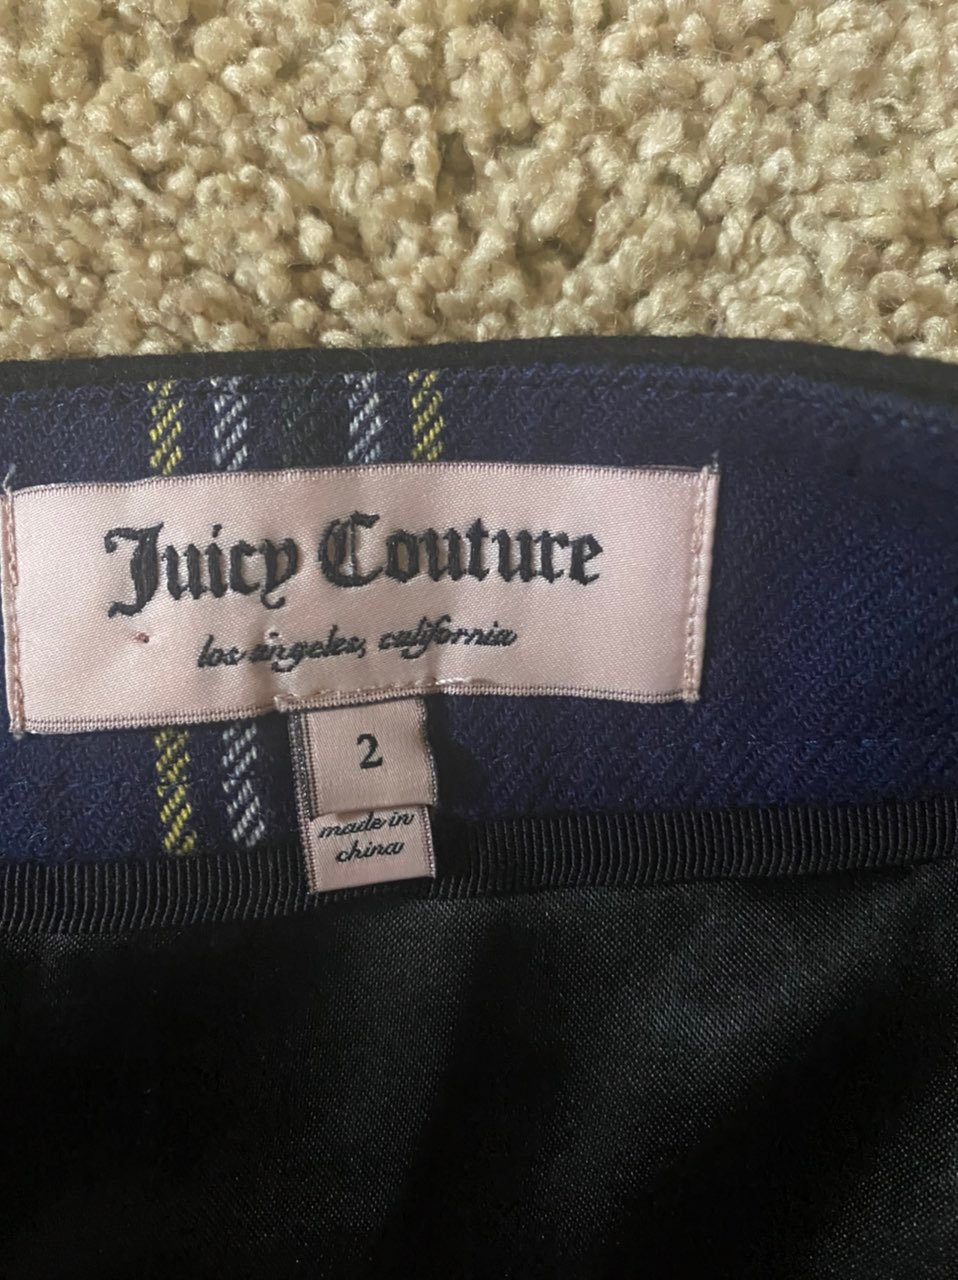 Juicy Couture
los angeles, california
2
made in
china